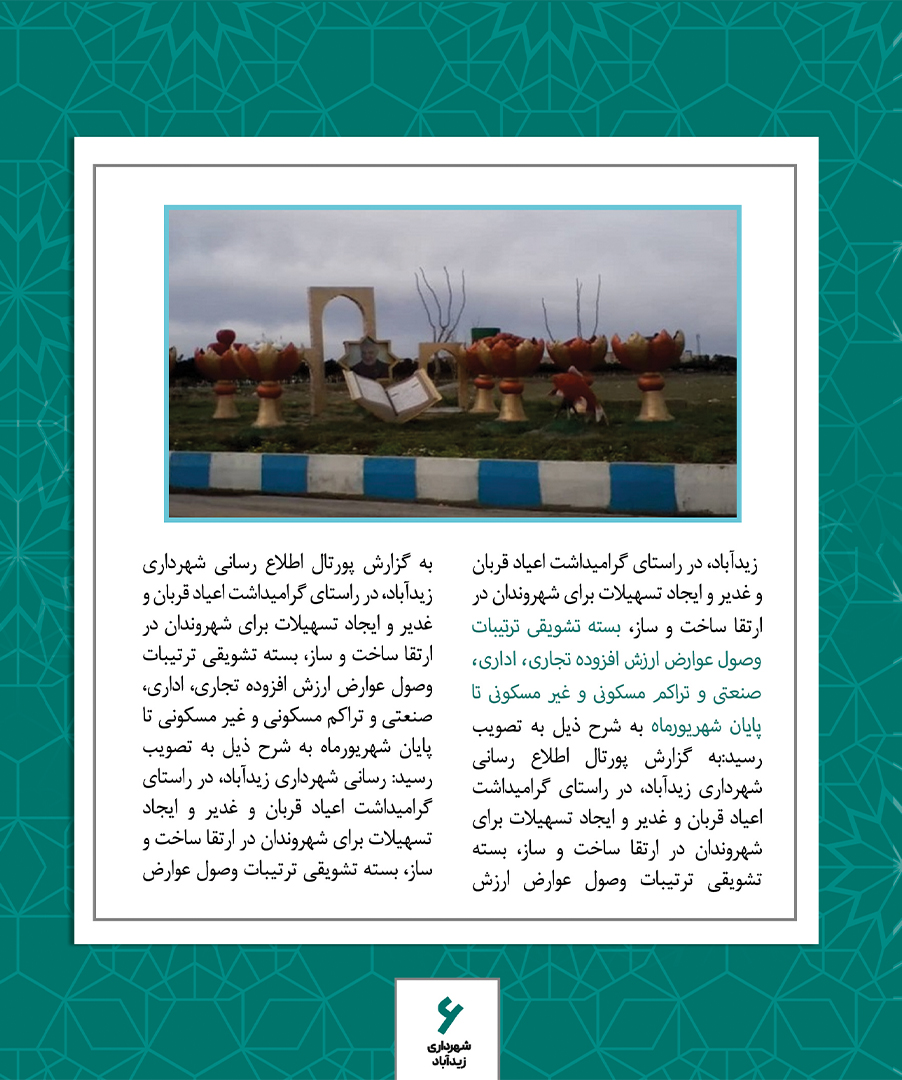 زیدآباد، در راستای گرامیداشت اعیاد قربان
و غدیر و ایجاد تسهیلات برای شهروندان در
ارتقا ساخت و ساز، بسته تشویقی ترتیبات
وصول عوارض ارزش افزوده تجاری، اداری،
صنعتی و تراکم مسکونی و غیر مسکونی تا
پایان شهریورماه به شرح ذیل به تصویب
رسید:به گزارش پورتال اطلاع رسانی
شهرداری زیدآباد، در راستای گرامیداشت
اعیاد قربان و غدیر و ایجاد تسهیلات برای
شهروندان در ارتقا ساخت و ساز، بسته
تشویقی ترتیبات وصول عوارض ارزش
به گزارش پورتال اطلاع رسانی شهرداری
زیدآباد، در راستای گرامیداشت اعیاد قربان و
غدیر و ایجاد تسهیلات برای شهروندان در
ارتقا ساخت و ساز، بسته تشویقی ترتیبات
وصول عوارض ارزش افزوده تجاری، اداری،
صنعتی و تراکم مسکونی و غیر مسکونی تا
پایان شهریورماه به شرح ذیل به تصویب
رسید: رسانی شهرداری زیدآباد، در راستای
گرامیداشت اعیاد قربان و غدیر و ایجاد
تسهیلات برای شهروندان در ارتقا ساخت و
ساز، بسته تشویقی ترتیبات وصول عوارض
۶
شهرداری
زیدآباد